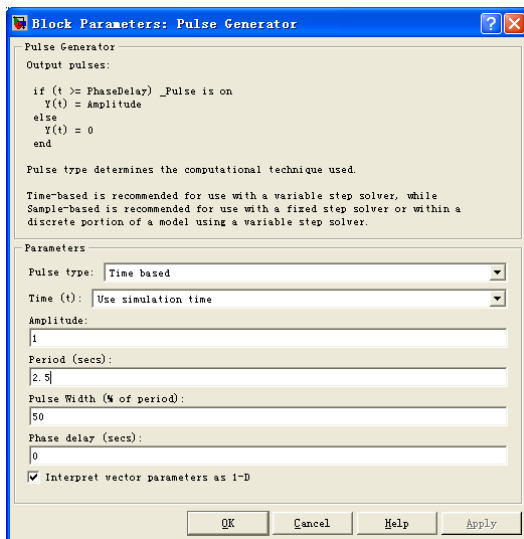 Block Parameters: Pulse Generator
Pulse Generator
Output pulses:
if (t >= PhaseDelay) _Pulse is on
Y(t) = Amplitude
else
Y(t) = 0
end
Pulse type determines the computational technique used.
Time-based is recommended for use with a variable step solver, while
Sample-based is recommended for use with a fixed step solver or within a
discrete portion of a model using a variable step solver.
Parameters
Pulse type: Time based
Time (t): Use simulation time
Amplitude:
1
Period (secs):
2.5
Pulse Width (% of period):
50
Phase delay (secs):
0
Interpret vector parameters as 1-D
OK Cancel Help Apply